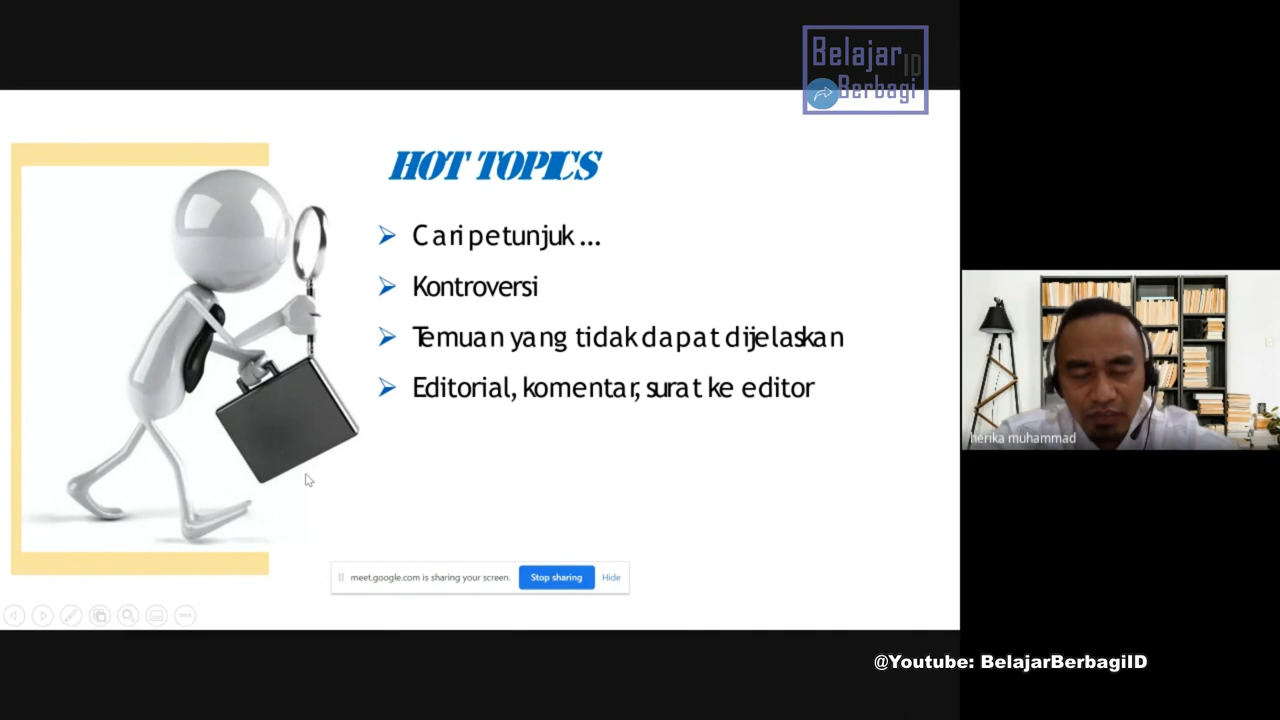 Belajar ID
Berbagi
HOT TOPICS
Cari petunjuk ...
Kontroversi
Temuan yang tidak dapat dijelaskan
Editorial, komentar, surat ke editor
herika muhammad
meet.google.com is sharing your screen. Stop sharing Hide
@Youtube: BelajarBerbagiID